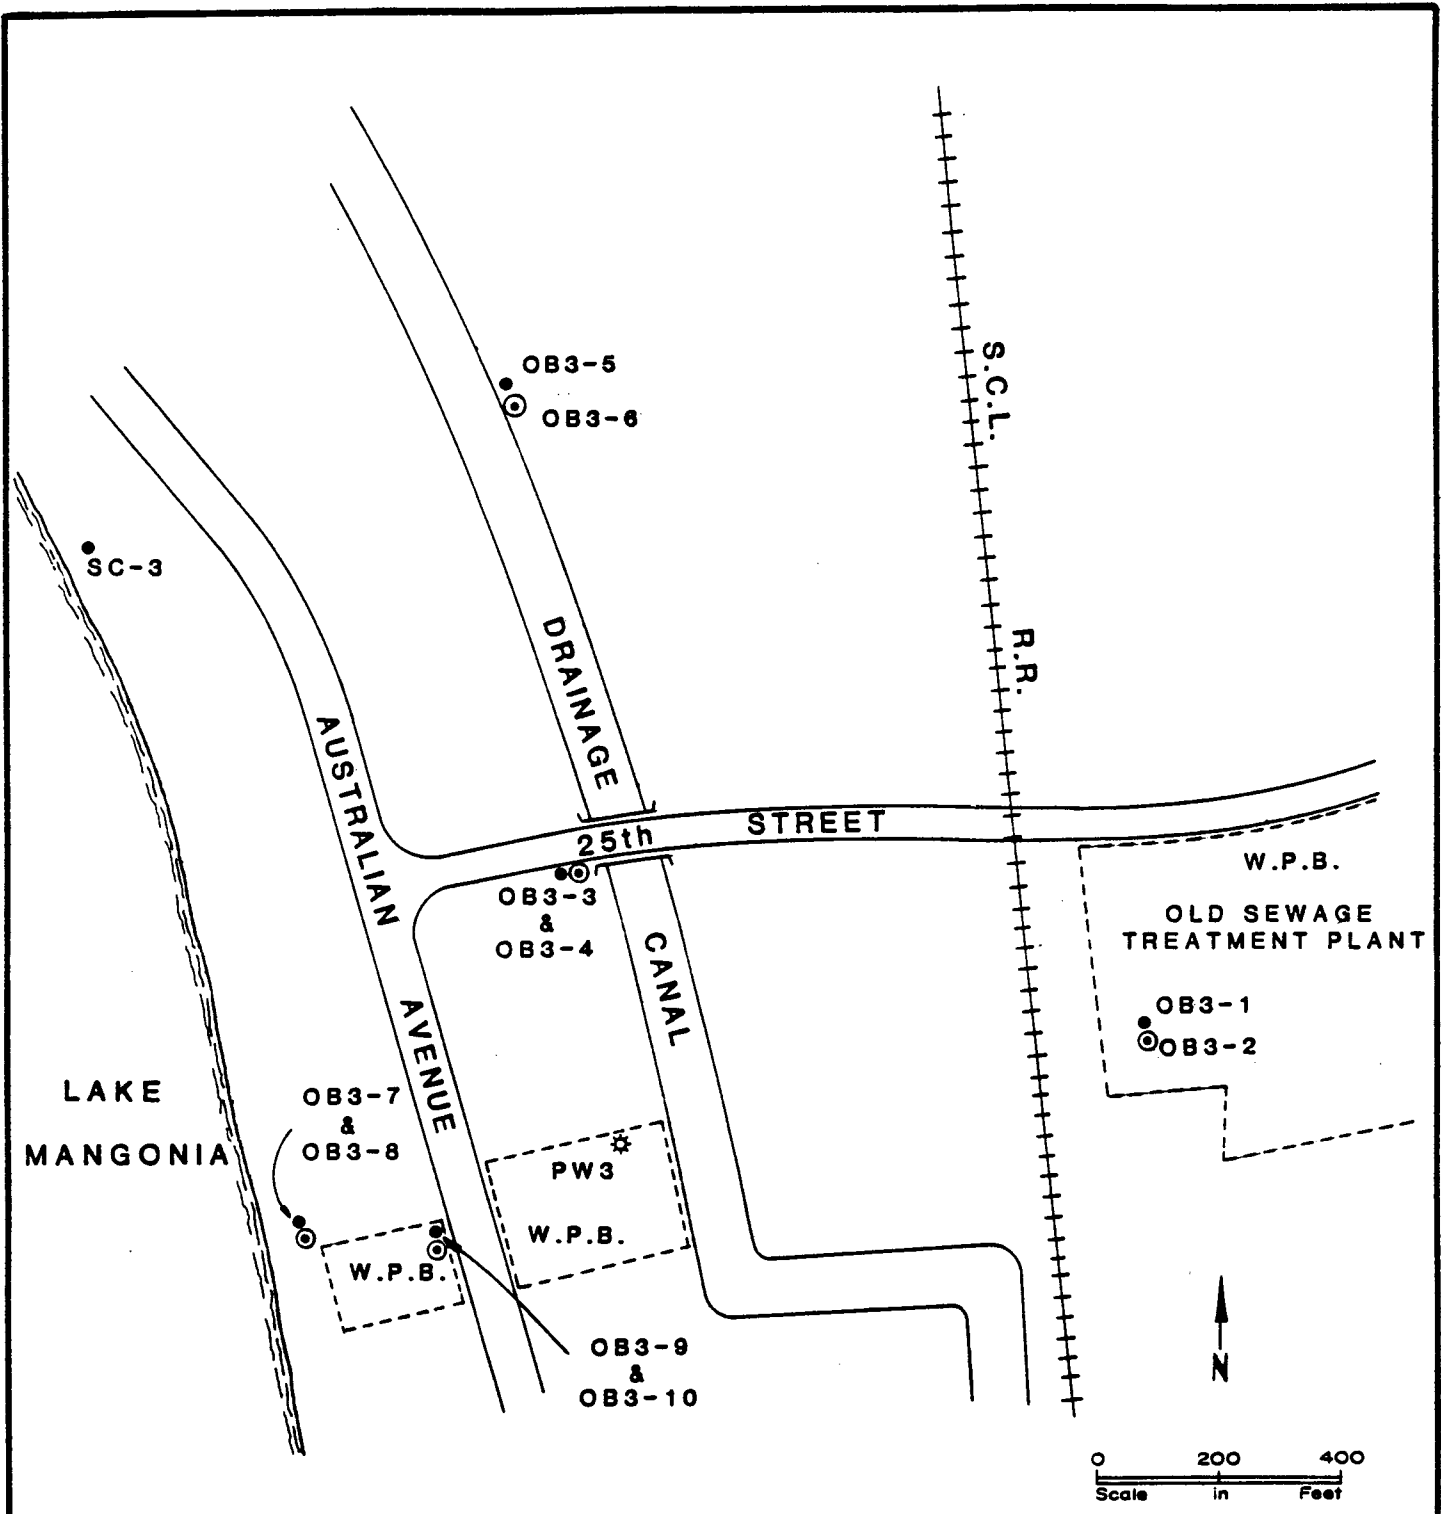 OB3-5
OB3-6
S.C.L.
SC-3
R.R.
DRAINAGE
AUSTRALIAN
25th
STREET
W.P.B.
OB3-3
&
OB3-4
OLD SEWAGE
TREATMENT PLANT
CANAL
AVENUE
OB3-1
OB3-2
LAKE
MANGONIA
OB3-7
&
OB3-8
PW3
W.P.B.
W.P.B.
OB3-9
&
OB3-10
N
0 200 400
Scale in Feet